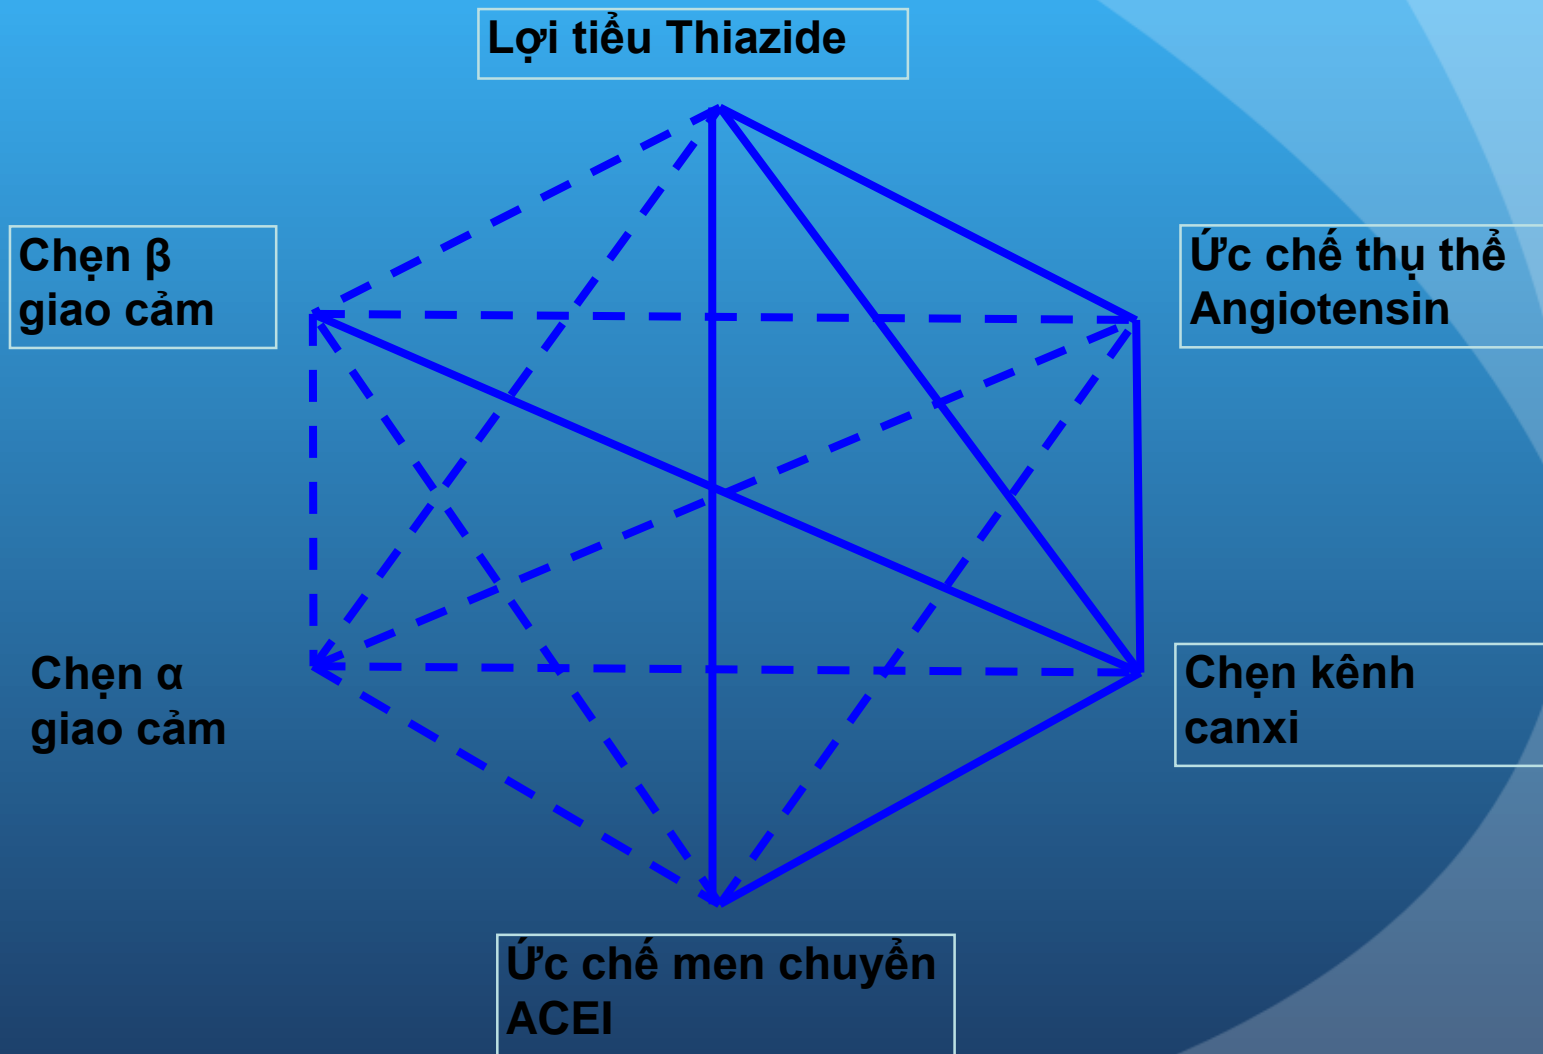 Lợi tiểu Thiazide
Chẹn β
giao cảm
Ức chế thụ thể
Angiotensin
Chẹn α
giao cảm
Chẹn kênh
canxi
Ức chế men chuyển
ACEI